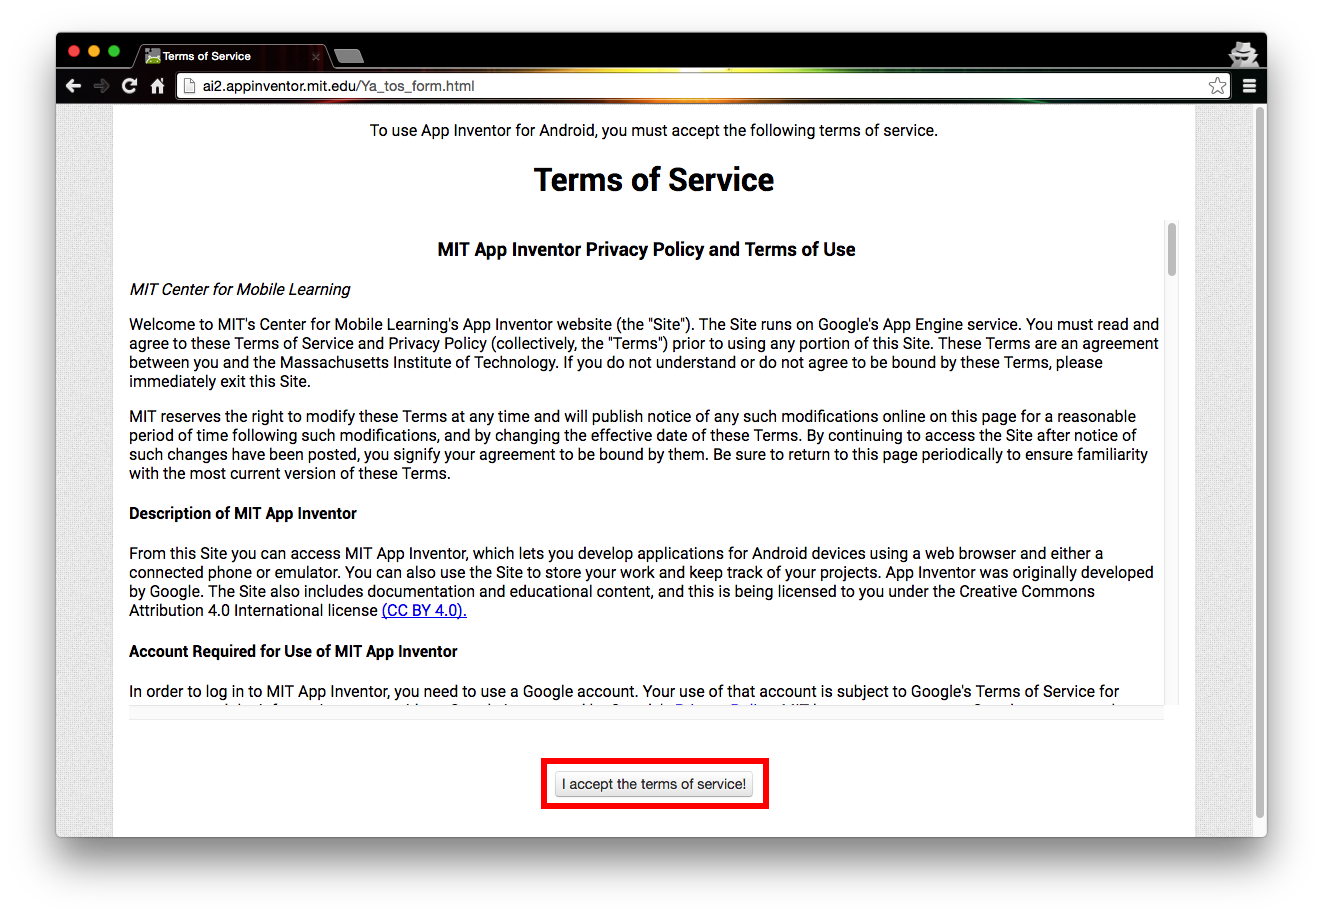 Terms of Service
ai2.appinventor.mit.edu/Ya_tos_form.html
To use App Inventor for Android, you must accept the following terms of service.
Terms of Service
MIT App Inventor Privacy Policy and Terms of Use
MIT Center for Mobile Learning
Welcome to MIT's Center for Mobile Learning's App Inventor website (the "Site"). The Site runs on Google's App Engine service. You must read and
agree to these Terms of Service and Privacy Policy (collectively, the "Terms") prior to using any portion of this Site. These Terms are an agreement
between you and the Massachusetts Institute of Technology. If you do not understand or do not agree to be bound by these Terms, please
immediately exit this Site.
MIT reserves the right to modify these Terms at any time and will publish notice of any such modifications online on this page for a reasonable
period of time following such modifications, and by changing the effective date of these Terms. By continuing to access the Site after notice of
such changes have been posted, you signify your agreement to be bound by them. Be sure to return to this page periodically to ensure familiarity
with the most current version of these Terms.
Description of MIT App Inventor
From this Site you can access MIT App Inventor, which lets you develop applications for Android devices using a web browser and either a
connected phone or emulator. You can also use the Site to store your work and keep track of your projects. App Inventor was originally developed
by Google. The Site also includes documentation and educational content, and this is being licensed to you under the Creative Commons
Attribution 4.0 International license (CC BY 4.0).
Account Required for Use of MIT App Inventor
In order to log in to MIT App Inventor, you need to use a Google account. Your use of that account is subject to Google's Terms of Service for
I accept the terms of service!